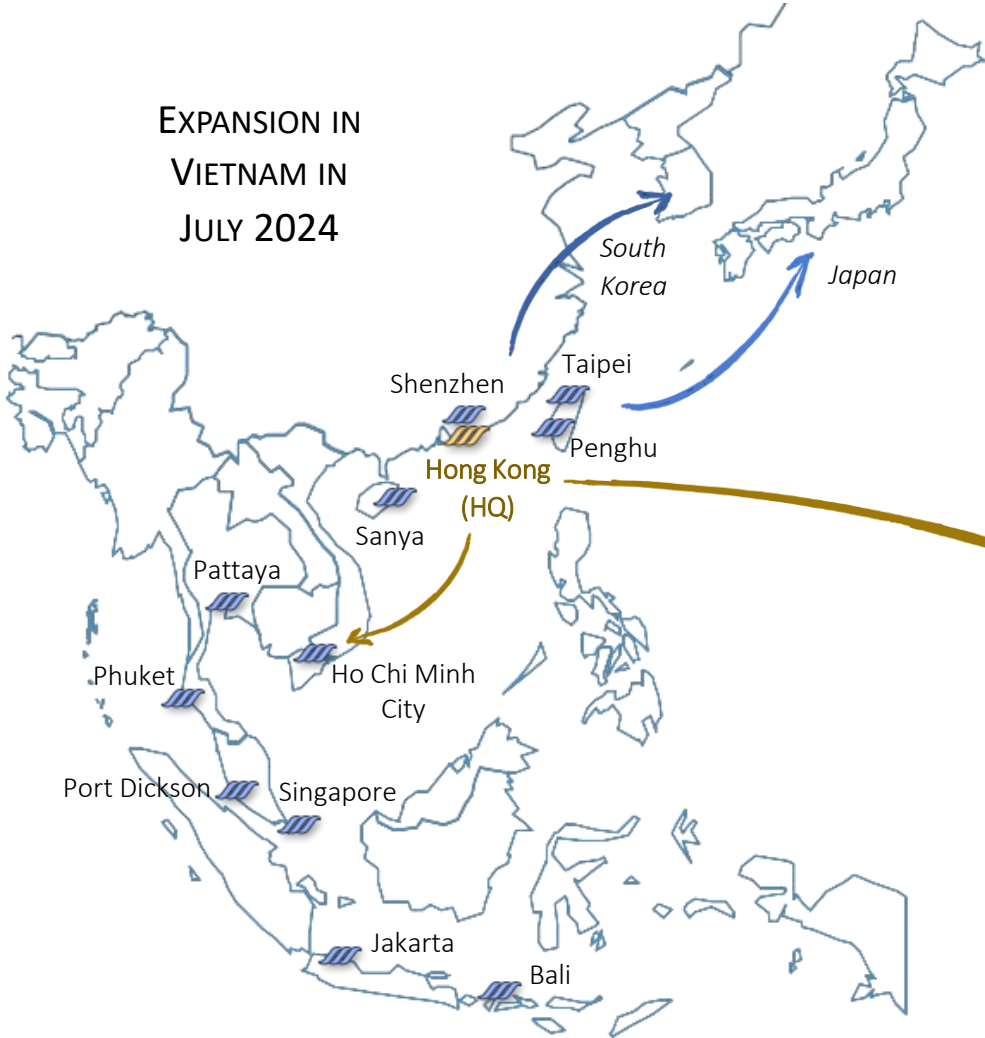 EXPANSION IN
VIETNAM IN
JULY 2024
South
Korea
Japan
Taipei
Shenzhen
Penghu
Hong Kong
(HQ)
Sanya
Pattaya
Ho Chi Minh
City
Phuket
Port Dickson
Singapore
Jakarta
Bali